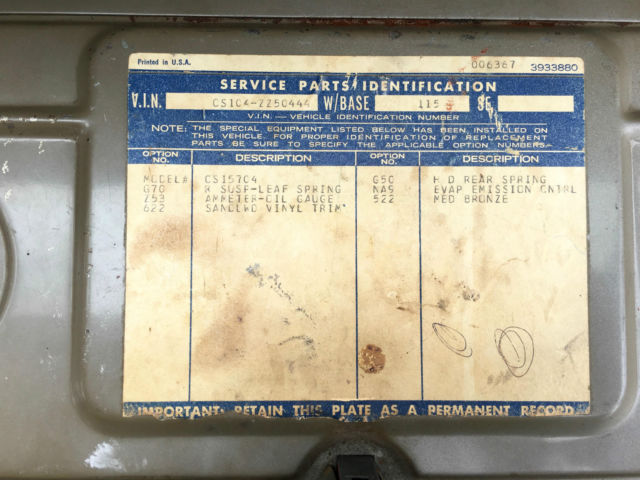 Printed in U.S.A. 006367 3933880
SERVICE PARTS IDENTIFICATION
V.I.N. CS1C4-Z250444 W/BASE 115
V.I.N. — VEHICLE IDENTIFICATION NUMBER
NOTE: THE SPECIAL EQUIPMENT LISTED BELOW HAS BEEN INSTALLED ON
THIS VEHICLE. FOR PROPER IDENTIFICATION OF REPLACEMENT
PARTS BE SURE TO SPECIFY THE APPLICABLE OPTION NUMBERS.
OPTION NO. DESCRIPTION OPTION NO. DESCRIPTION
MODEL# CS157C4 G50 H D REAR SPRING
G70 R SUSP-LEAF SPRING NA9 EVAP EMISSION CNTRL
Z53 AMMETER-OIL GAUGE 522 MED BRONZE
622 SANDLWD VINYL TRIM
IMPORTANT: RETAIN THIS PLATE AS A PERMANENT RECORD